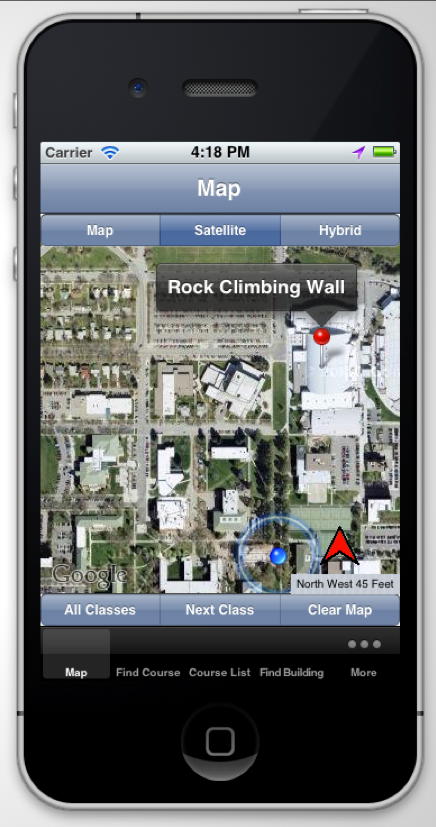 Carrier 4:18 PM
Map
Map Satellite Hybrid
Rock Climbing Wall
Google
North West 45 Feet
All Classes Next Class Clear Map
Map Find Course Course List Find Building More